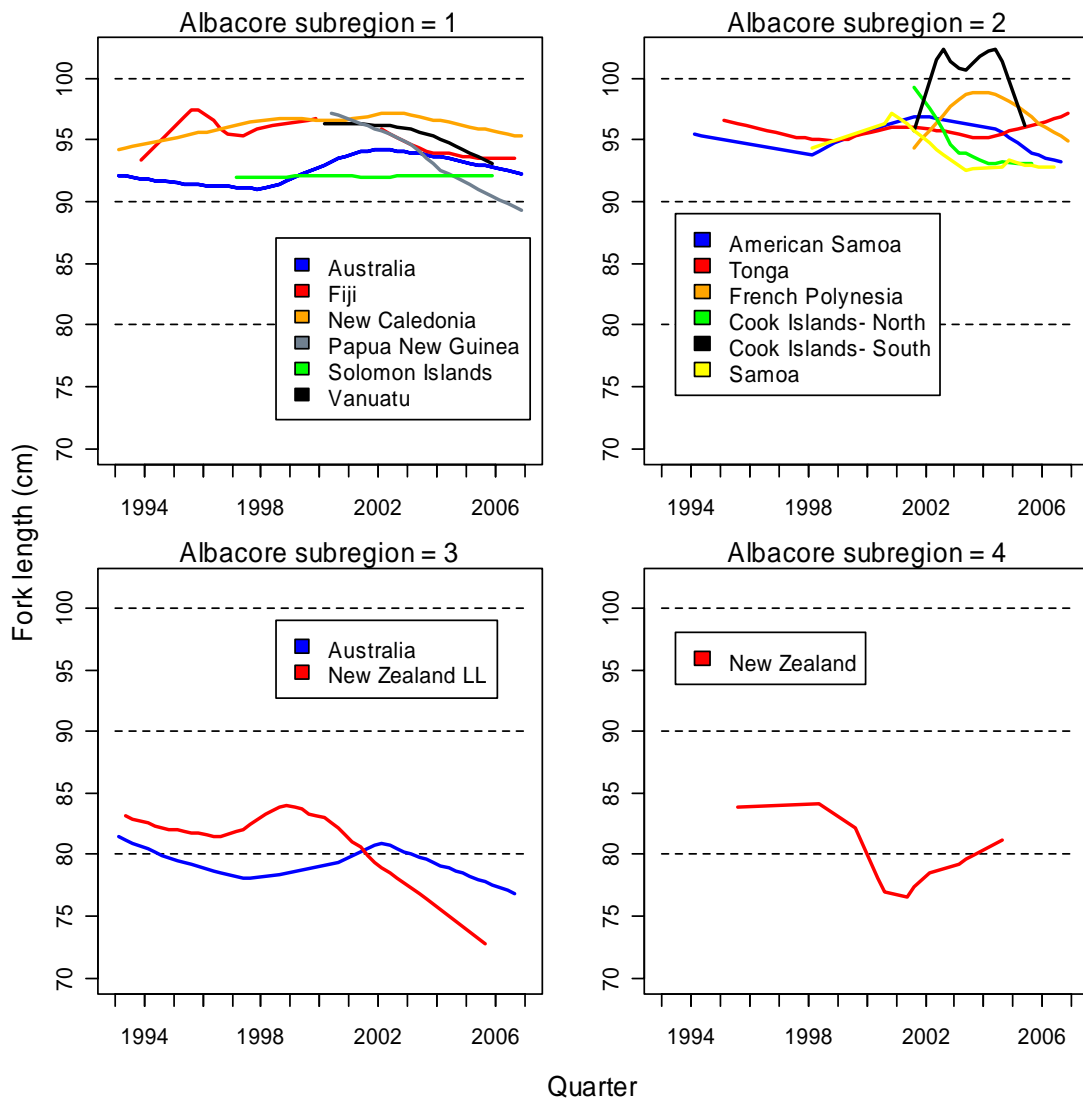 Albacore subregion = 1
100
95
90
85
80
75
70
Australia
Fiji
New Caledonia
Papua New Guinea
Solomon Islands
Vanuatu
1994
1998
2002
2006
Albacore subregion = 2
100
95
90
85
80
75
70
American Samoa
Tonga
French Polynesia
Cook Islands- North
Cook Islands- South
Samoa
1994
1998
2002
2006
Fork length (cm)
Albacore subregion = 3
100
95
90
85
80
75
70
Australia
New Zealand LL
1994
1998
2002
2006
Albacore subregion = 4
100
95
90
85
80
75
70
New Zealand
1994
1998
2002
2006
Quarter